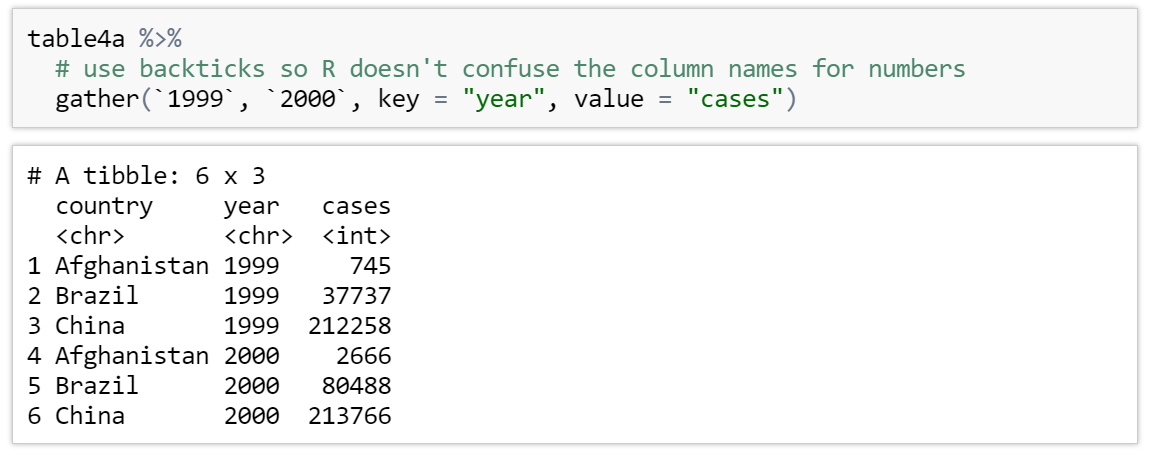 table4a %>%
  # use backticks so R doesn't confuse the column names for numbers
  gather(`1999`, `2000`, key = "year", value = "cases")
# A tibble: 6 x 3
  country     year   cases
  <chr>       <chr>  <int>
1 Afghanistan 1999     745
2 Brazil      1999   37737
3 China       1999  212258
4 Afghanistan 2000    2666
5 Brazil      2000   80488
6 China       2000  213766